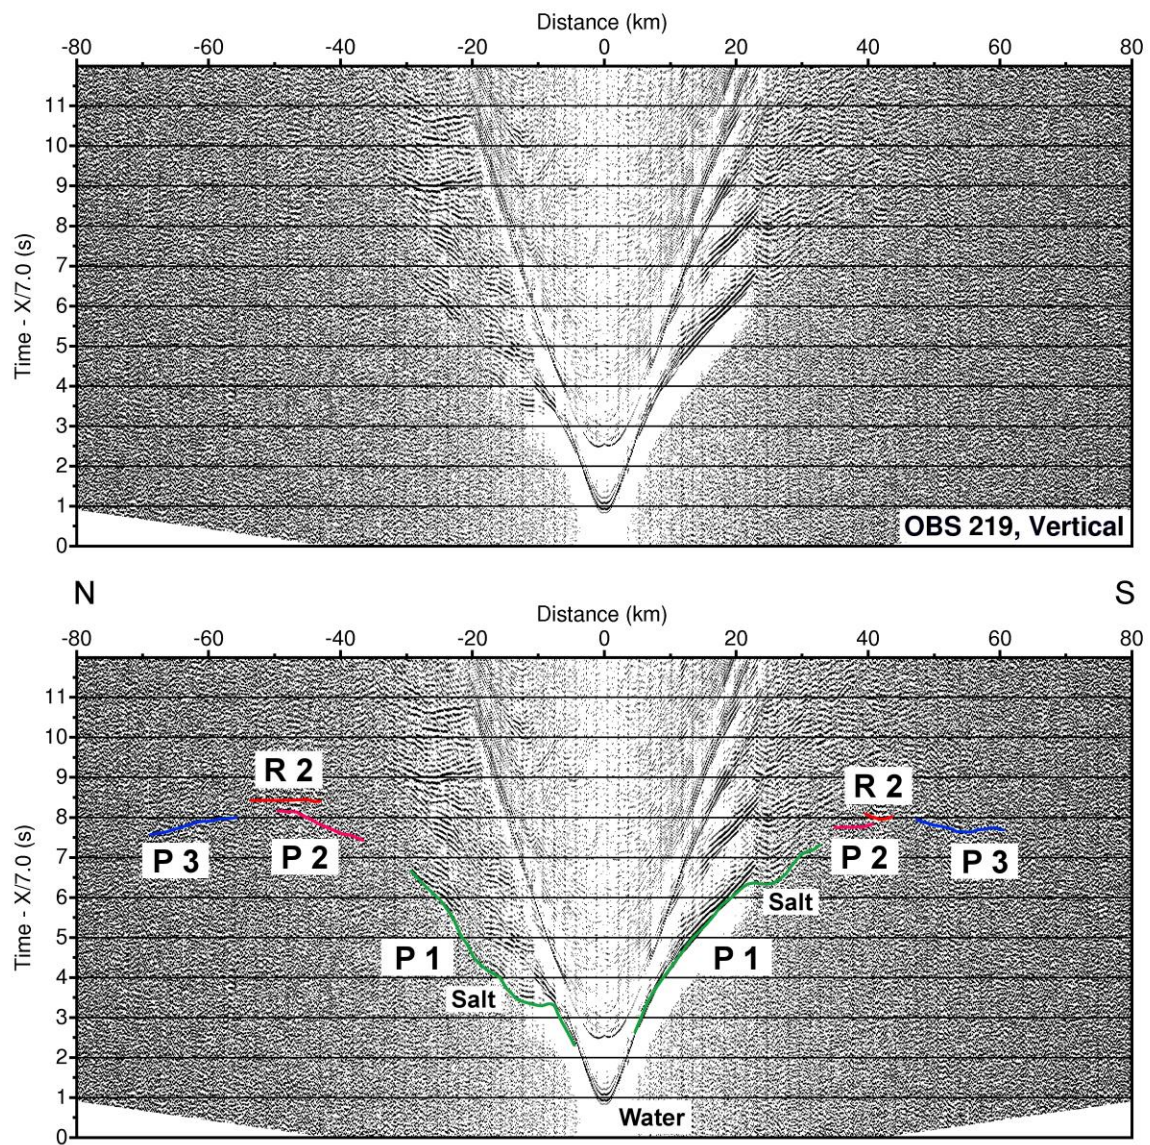 Distance (km)
-80 -60 -40 -20 0 20 40 60 80
11
10
9
8
7
6
5
4
3
2
1
0
Time - X/7.0 (s)
OBS 219, Vertical
N S
Distance (km)
-80 -60 -40 -20 0 20 40 60 80
11
10
9
8
7
6
5
4
3
2
1
0
Time - X/7.0 (s)
R 2 R 2
P 3 P 2 P 2 P 3
Salt
P 1 P 1
Salt
Water